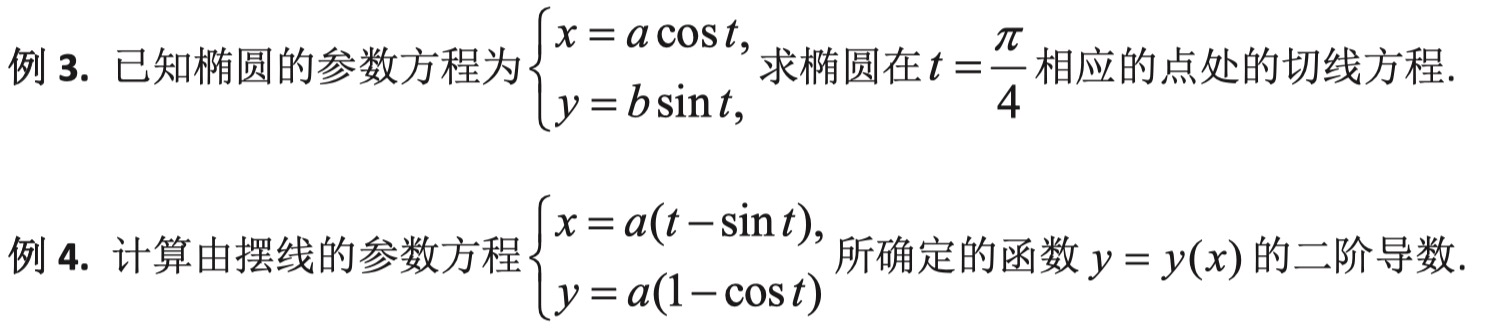 例 3. 已知椭圆的参数方程为 $\begin{cases} x = a\cos t, \\ y = b\sin t, \end{cases}$ 求椭圆在 $t = \dfrac{\pi}{4}$ 相应的点处的切线方程.
例 4. 计算由摆线的参数方程 $\begin{cases} x = a(t - \sin t), \\ y = a(1 - \cos t) \end{cases}$ 所确定的函数 $y = y(x)$ 的二阶导数.